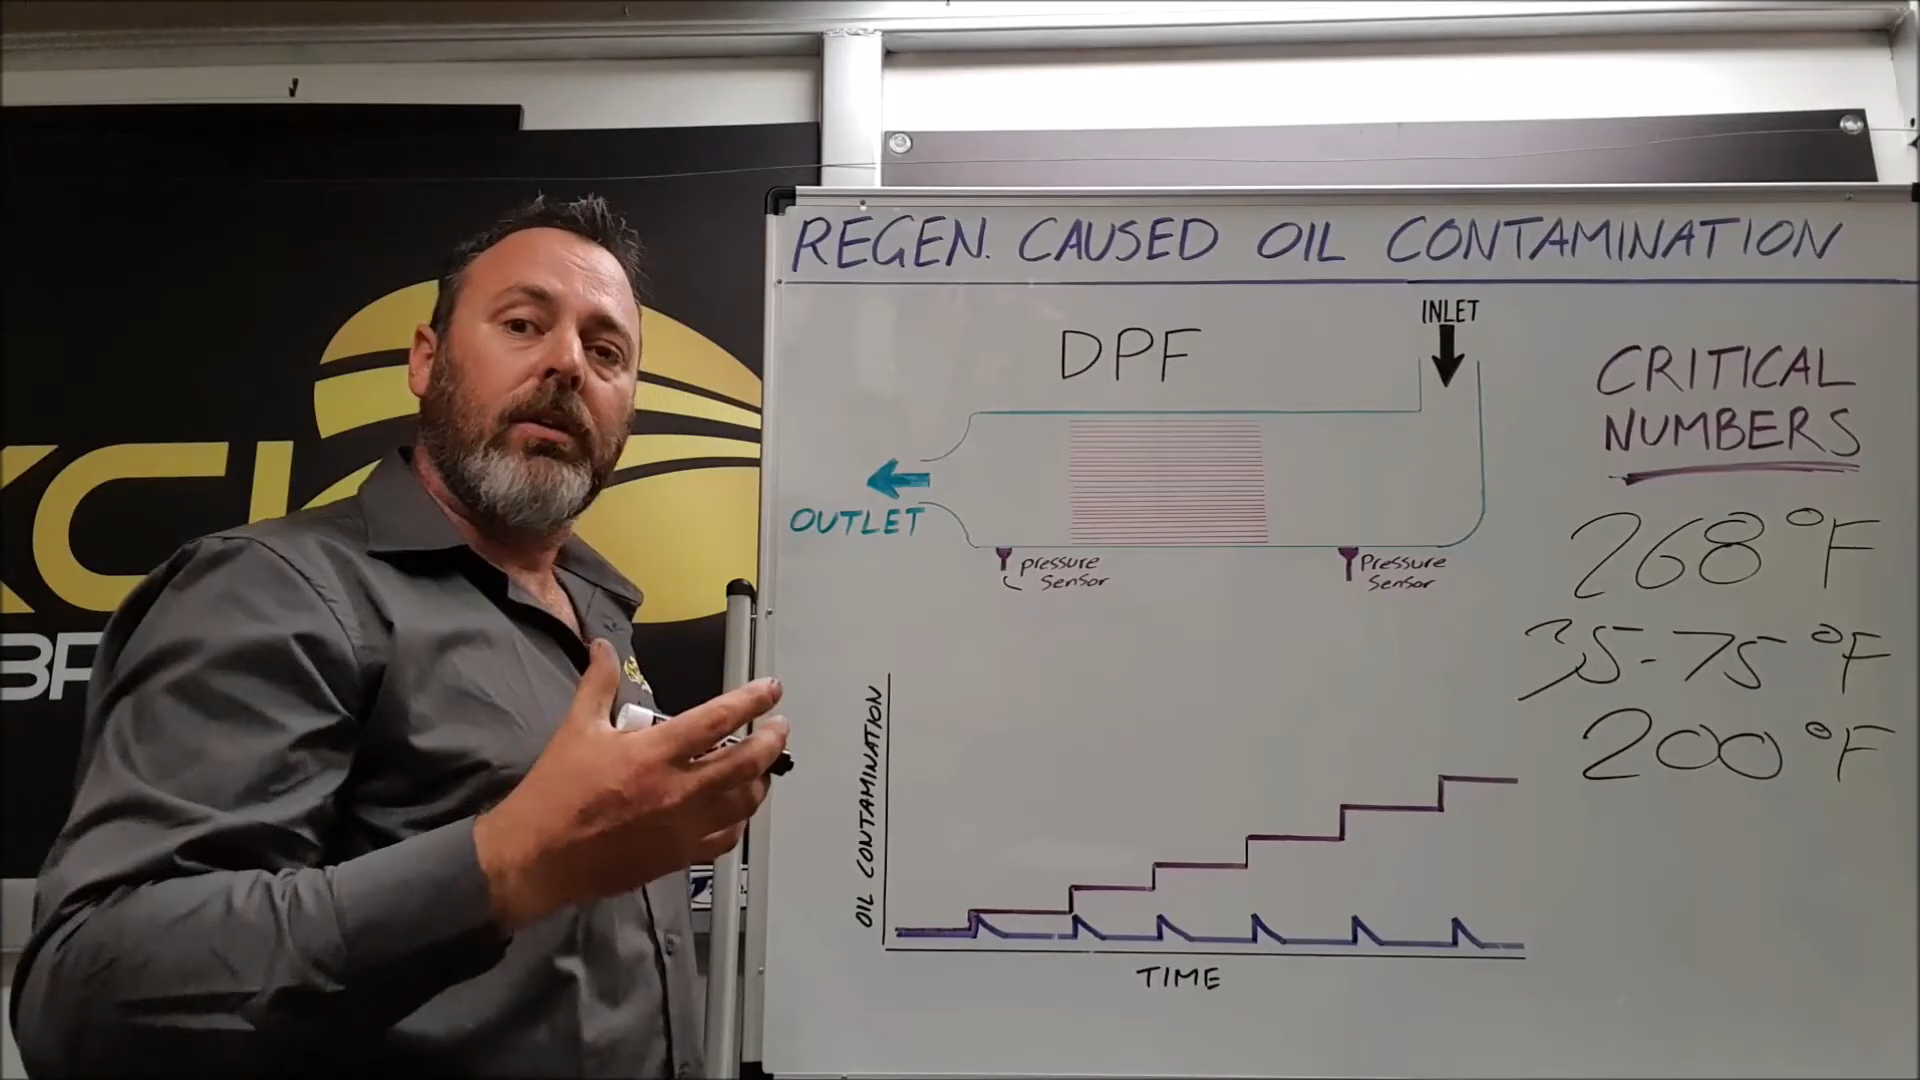 REGEN. CAUSED OIL CONTAMINATION
DPF
INLET
OUTLET
pressure
sensor
Pressure
sensor
CRITICAL
NUMBERS
268°F
35-75°F
200°F
OIL CONTAMINATION
TIME